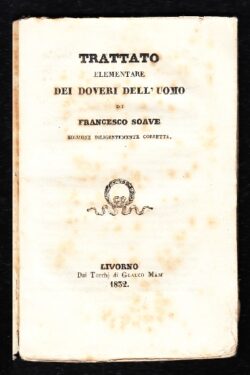 TRATTATO
ELEMENTARE
DEI DOVERI DELL'UOMO
DI
FRANCESCO SOAVE
EDIZIONE DILIGENTEMENTE CORRETTA.
LIVORNO
Dai Torchj di GLAUCO MASI
1832.